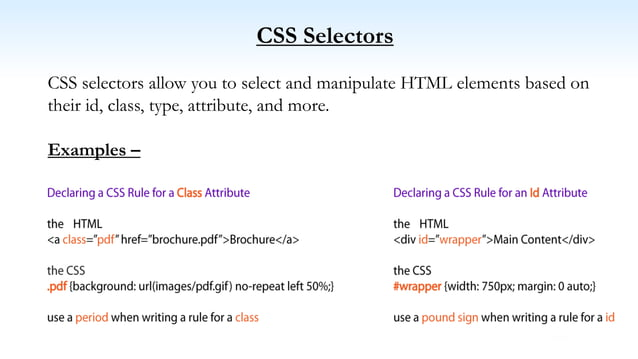 CSS Selectors
CSS selectors allow you to select and manipulate HTML elements based on
their id, class, type, attribute, and more.
Examples –
Declaring a CSS Rule for a Class Attribute
the HTML
<a class="pdf" href="brochure.pdf">Brochure</a>
the CSS
.pdf {background: url(images/pdf.gif) no-repeat left 50%;}
use a period when writing a rule for a class
Declaring a CSS Rule for an Id Attribute
the HTML
<div id="wrapper">Main Content</div>
the CSS
#wrapper {width: 750px; margin: 0 auto;}
use a pound sign when writing a rule for a id